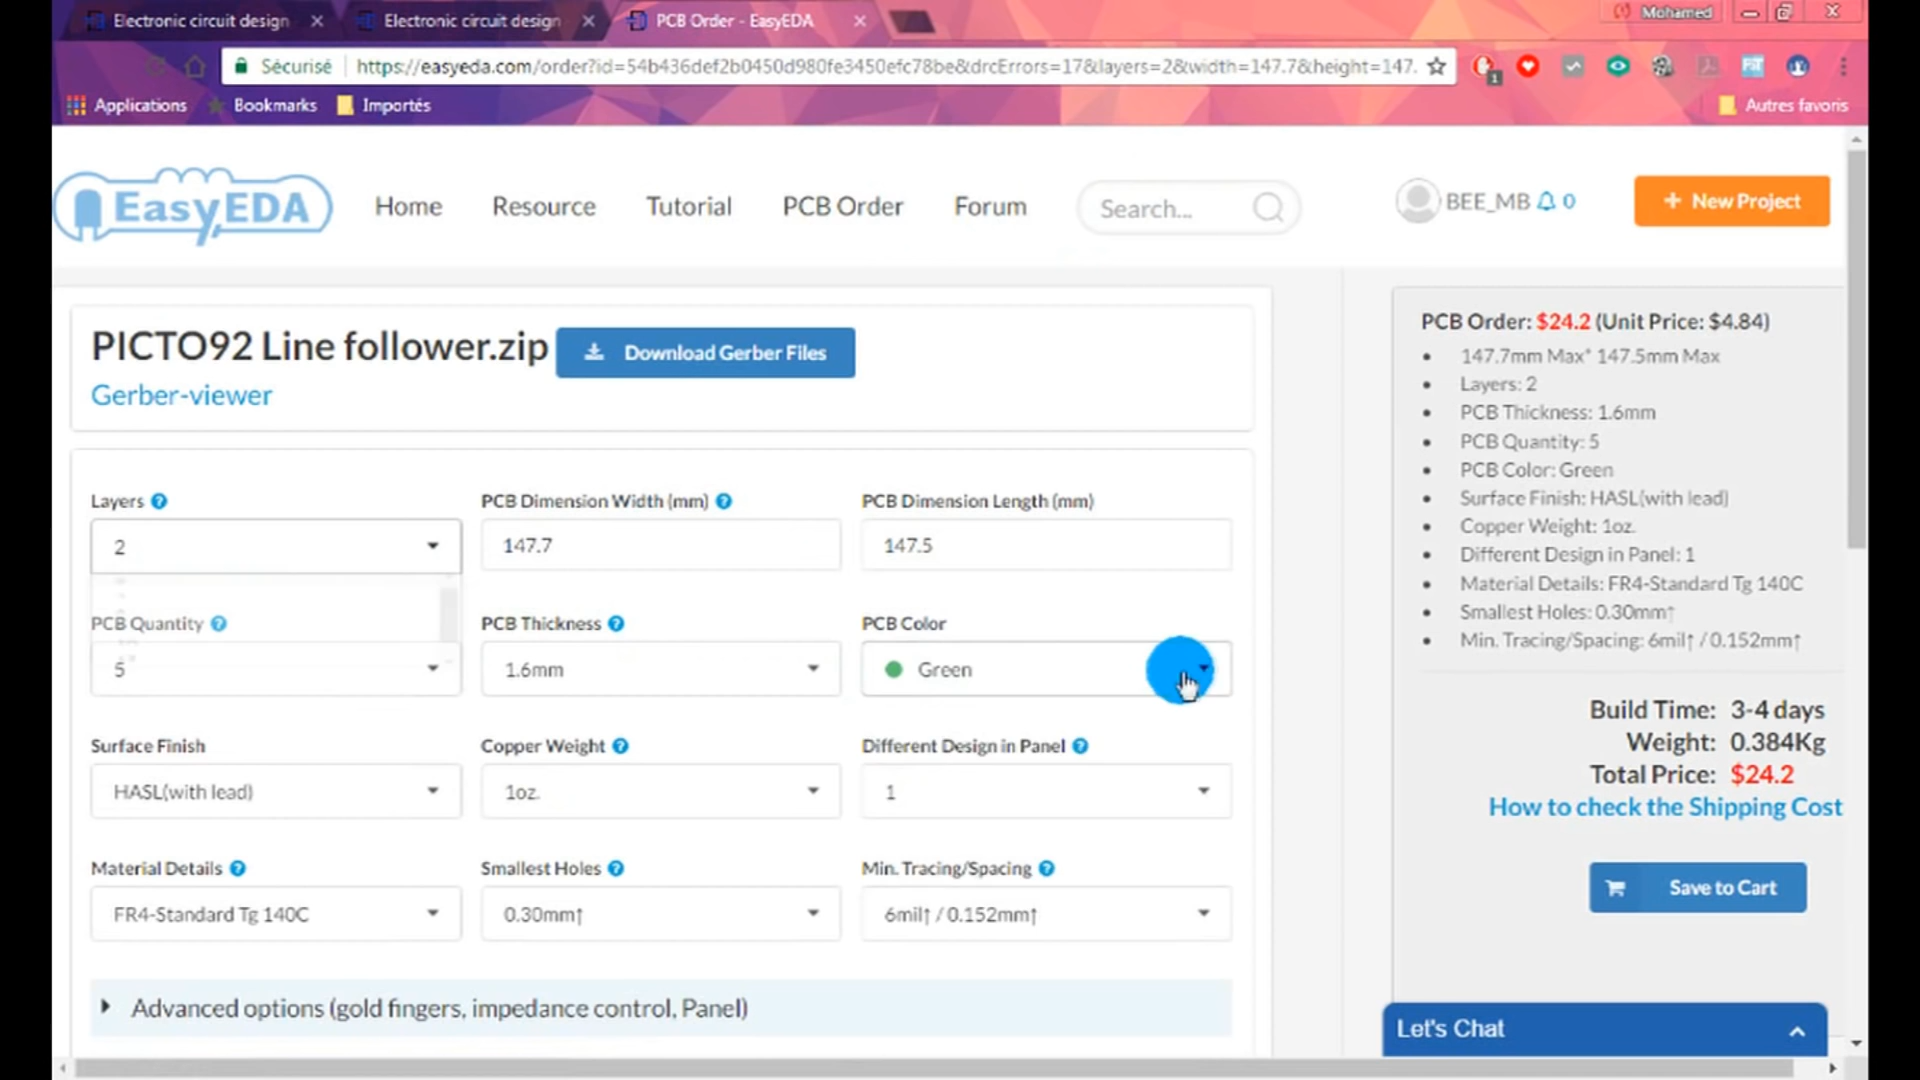 Electronic circuit design
Electronic circuit design
PCB Order - EasyEDA
Mohamed
Sécurisé
https://easyeda.com/order?id=54b436def2b0450d980fe3450efc78be&drcErrors=17&layers=2&width=147.7&height=147.
1
Applications
Bookmarks
Importés
Autres favoris
EasyEDA
Home
Resource
Tutorial
PCB Order
Forum
Search...
BEE_MB
0
+ New Project
PICTO92 Line follower.zip
Download Gerber Files
Gerber-viewer
Layers ?
PCB Dimension Width (mm) ?
PCB Dimension Length (mm)
2
147.7
147.5
PCB Quantity ?
PCB Thickness ?
PCB Color
5
1.6mm
Green
Surface Finish
Copper Weight ?
Different Design in Panel ?
HASL(with lead)
1oz.
1
Material Details ?
Smallest Holes ?
Min. Tracing/Spacing ?
FR4-Standard Tg 140C
0.30mm↑
6mil↑ / 0.152mm↑
Advanced options (gold fingers, impedance control, Panel)
PCB Order: $24.2 (Unit Price: $4.84)
• 147.7mm Max* 147.5mm Max
• Layers: 2
• PCB Thickness: 1.6mm
• PCB Quantity: 5
• PCB Color: Green
• Surface Finish: HASL(with lead)
• Copper Weight: 1oz.
• Different Design in Panel: 1
• Material Details: FR4-Standard Tg 140C
• Smallest Holes: 0.30mm↑
• Min. Tracing/Spacing: 6mil↑ / 0.152mm↑
Build Time: 3-4 days
Weight: 0.384Kg
Total Price: $24.2
How to check the Shipping Cost
Save to Cart
Let's Chat